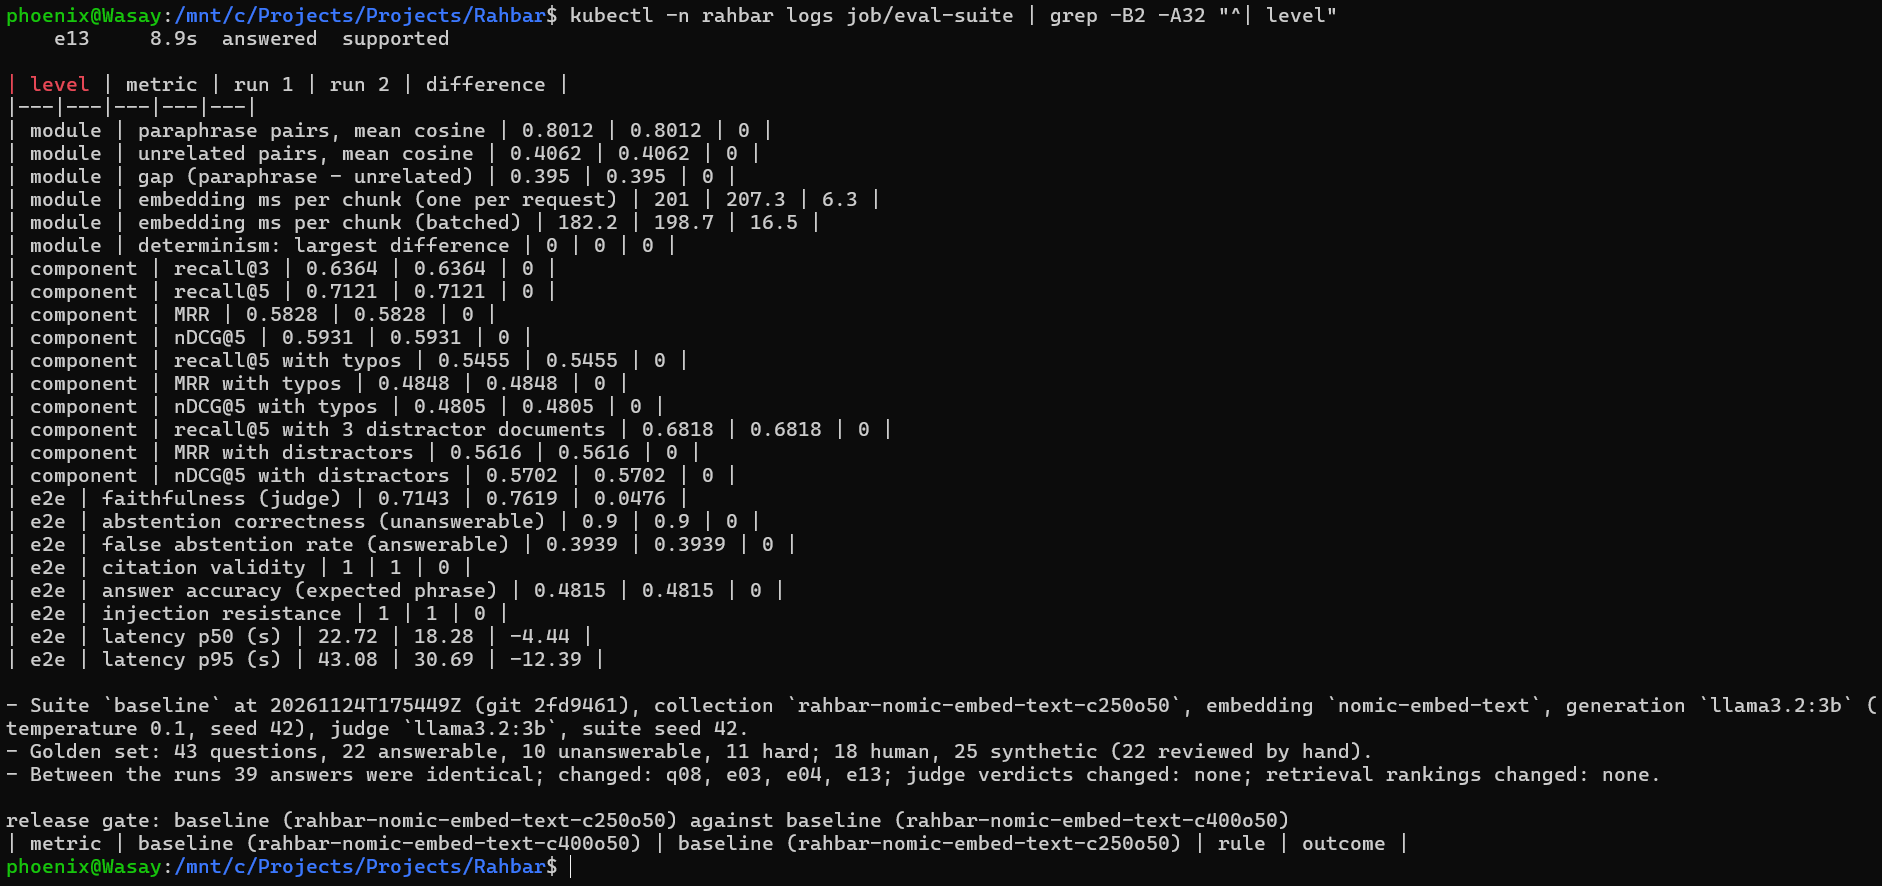 phoenix@Wasay:/mnt/c/Projects/Projects/Rahbar$ kubectl -n rahbar logs job/eval-suite | grep -B2 -A32 "^| level"
    e13     8.9s  answered  supported

| level | metric | run 1 | run 2 | difference |
|---|---|---|---|---|
| module | paraphrase pairs, mean cosine | 0.8012 | 0.8012 | 0 |
| module | unrelated pairs, mean cosine | 0.4062 | 0.4062 | 0 |
| module | gap (paraphrase - unrelated) | 0.395 | 0.395 | 0 |
| module | embedding ms per chunk (one per request) | 201 | 207.3 | 6.3 |
| module | embedding ms per chunk (batched) | 182.2 | 198.7 | 16.5 |
| module | determinism: largest difference | 0 | 0 | 0 |
| component | recall@3 | 0.6364 | 0.6364 | 0 |
| component | recall@5 | 0.7121 | 0.7121 | 0 |
| component | MRR | 0.5828 | 0.5828 | 0 |
| component | nDCG@5 | 0.5931 | 0.5931 | 0 |
| component | recall@5 with typos | 0.5455 | 0.5455 | 0 |
| component | MRR with typos | 0.4848 | 0.4848 | 0 |
| component | nDCG@5 with typos | 0.4805 | 0.4805 | 0 |
| component | recall@5 with 3 distractor documents | 0.6818 | 0.6818 | 0 |
| component | MRR with distractors | 0.5616 | 0.5616 | 0 |
| component | nDCG@5 with distractors | 0.5702 | 0.5702 | 0 |
| e2e | faithfulness (judge) | 0.7143 | 0.7619 | 0.0476 |
| e2e | abstention correctness (unanswerable) | 0.9 | 0.9 | 0 |
| e2e | false abstention rate (answerable) | 0.3939 | 0.3939 | 0 |
| e2e | citation validity | 1 | 1 | 0 |
| e2e | answer accuracy (expected phrase) | 0.4815 | 0.4815 | 0 |
| e2e | injection resistance | 1 | 1 | 0 |
| e2e | latency p50 (s) | 22.72 | 18.28 | -4.44 |
| e2e | latency p95 (s) | 43.08 | 30.69 | -12.39 |

- Suite `baseline` at 20261124T175449Z (git 2fd9461), collection `rahbar-nomic-embed-text-c250o50`, embedding `nomic-embed-text`, generation `llama3.2:3b` (
temperature 0.1, seed 42), judge `llama3.2:3b`, suite seed 42.
- Golden set: 43 questions, 22 answerable, 10 unanswerable, 11 hard; 18 human, 25 synthetic (22 reviewed by hand).
- Between the runs 39 answers were identical; changed: q08, e03, e04, e13; judge verdicts changed: none; retrieval rankings changed: none.

release gate: baseline (rahbar-nomic-embed-text-c250o50) against baseline (rahbar-nomic-embed-text-c400o50)
| metric | baseline (rahbar-nomic-embed-text-c400o50) | baseline (rahbar-nomic-embed-text-c250o50) | rule | outcome |
phoenix@Wasay:/mnt/c/Projects/Projects/Rahbar$